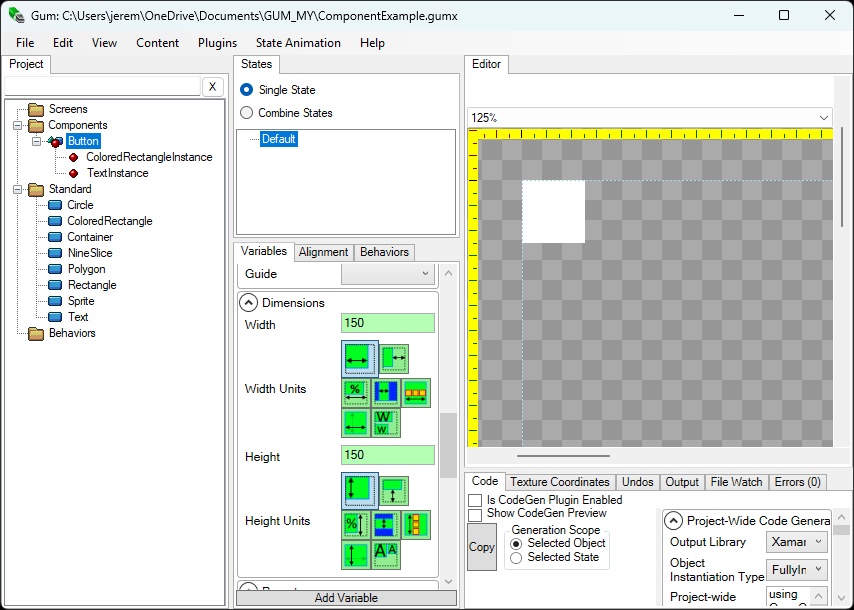 Gum: C:\Users\jerem\OneDrive\Documents\GUM_MY\ComponentExample.gumx
File Edit View Content Plugins State Animation Help
Project
X
Screens
Components
Button
ColoredRectangleInstance
TextInstance
Standard
Circle
ColoredRectangle
Container
NineSlice
Polygon
Rectangle
Sprite
Text
Behaviors
States
Single State
Combine States
Default
Variables Alignment Behaviors
Guide
Dimensions
Width
150
Width Units
%
W
W
Height
150
Height Units
%
A A
Add Variable
Editor
125%
Code Texture Coordinates Undos Output File Watch Errors (0)
Is CodeGen Plugin Enabled
Show CodeGen Preview
Copy
Generation Scope
Selected Object
Selected State
Project-Wide Code Genera
Output Library
Xamar
Object
Instantiation Type
FullyIn
Project-wide
using